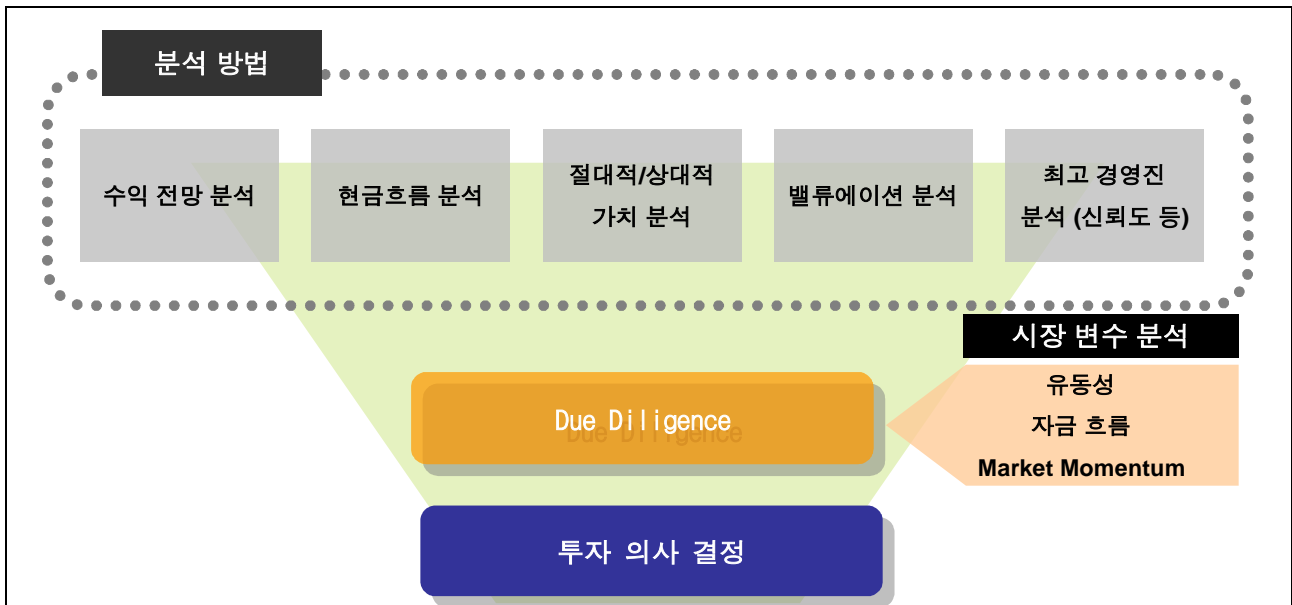 분석 방법
수익 전망 분석
현금흐름 분석
절대적/상대적
가치 분석
밸류에이션 분석
최고 경영진
분석 (신뢰도 등)
시장 변수 분석
유동성
자금 흐름
Market Momentum
Due Diligence
투자 의사 결정